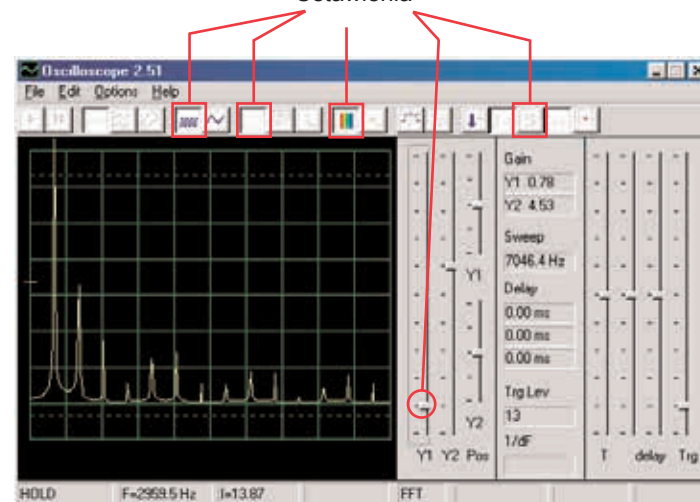 Oscilloscope 2.51
File Edit Options Help
Gain
Y1 0.78
Y2 4.53
Sweep
7046.4 Hz
Delay
0.00 ms
0.00 ms
0.00 ms
Trg Lev
13
1/dF
Y1
Y2
Y1 Y2 Pos
T delay Trg
HOLD F=2959.5 Hz I=13.87 FFT